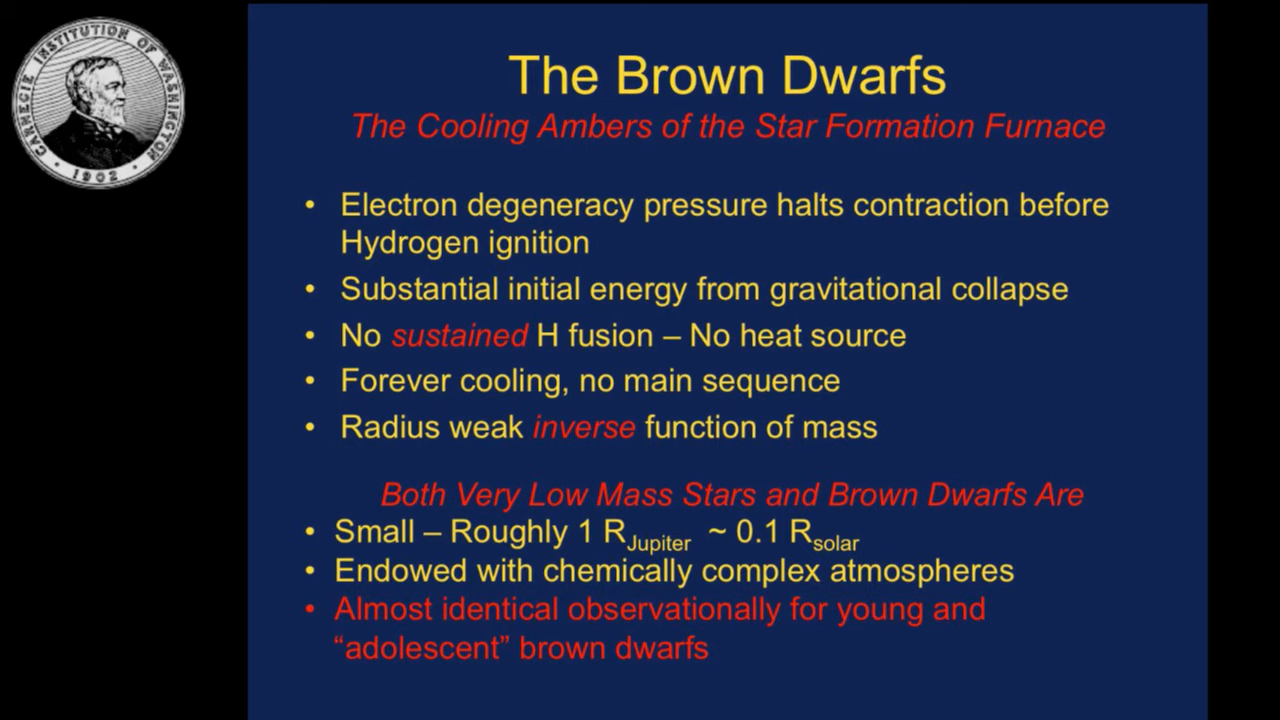 CARNEGIE INSTITUTION OF WASHINGTON
• 1902 •
The Brown Dwarfs
The Cooling Ambers of the Star Formation Furnace
• Electron degeneracy pressure halts contraction before
Hydrogen ignition
• Substantial initial energy from gravitational collapse
• No sustained H fusion – No heat source
• Forever cooling, no main sequence
• Radius weak inverse function of mass
Both Very Low Mass Stars and Brown Dwarfs Are
• Small – Roughly 1 RJupiter ~ 0.1 Rsolar
• Endowed with chemically complex atmospheres
• Almost identical observationally for young and
“adolescent” brown dwarfs